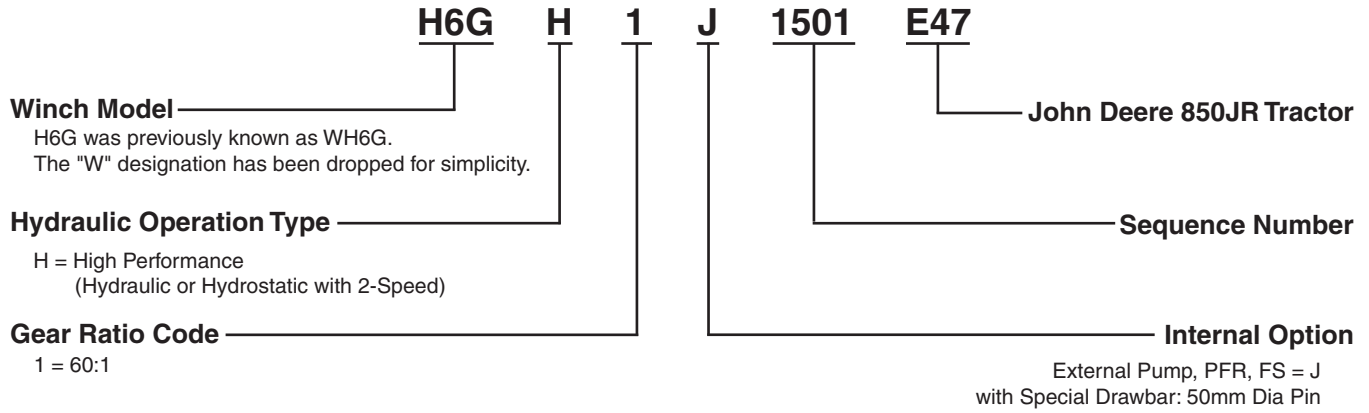 H6G H 1 J 1501 E47
Winch Model
H6G was previously known as WH6G.
The "W" designation has been dropped for simplicity.
John Deere 850JR Tractor
Hydraulic Operation Type
H = High Performance
(Hydraulic or Hydrostatic with 2-Speed)
Sequence Number
Gear Ratio Code
1 = 60:1
Internal Option
External Pump, PFR, FS = J
with Special Drawbar: 50mm Dia Pin